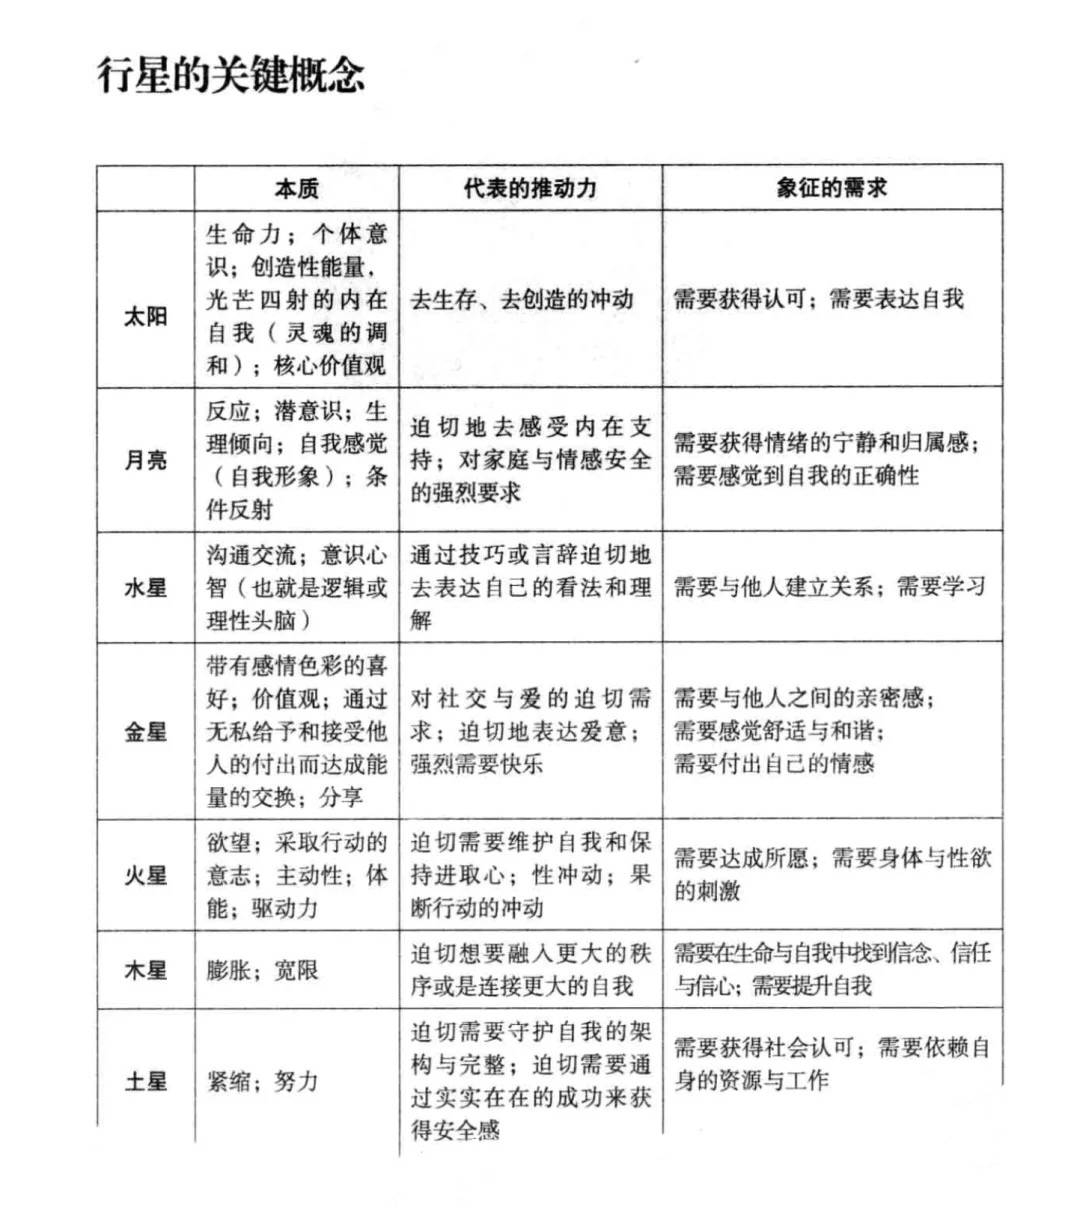 行星的关键概念
本质
代表的推动力
象征的需求
太阳
生命力；个体意
识；创造性能量，
光芒四射的内在
自我（灵魂的调
和）；核心价值观
去生存、去创造的冲动
需要获得认可；需要表达自我
月亮
反应；潜意识；生
理倾向；自我感觉
（自我形象）；条
件反射
迫切地去感受内在支
持；对家庭与情感安全
的强烈要求
需要获得情绪的宁静和归属感；
需要感觉到自我的正确性
水星
沟通交流；意识心
智（也就是逻辑或
理性头脑）
通过技巧或言辞迫切地
去表达自己的看法和理
解
需要与他人建立关系；需要学习
金星
带有感情色彩的喜
好；价值观；通过
无私给予和接受他
人的付出而达成能
量的交换；分享
对社交与爱的迫切需
求；迫切地表达爱意；
强烈需要快乐
需要与他人之间的亲密感；
需要感觉舒适与和谐；
需要付出自己的情感
火星
欲望；采取行动的
意志；主动性；体
能；驱动力
迫切需要维护自我和保
持进取心；性冲动；果
断行动的冲动
需要达成所愿；需要身体与性欲
的刺激
木星
膨胀；宽限
迫切想要融入更大的秩
序或是连接更大的自我
需要在生命与自我中找到信念、信任
与信心；需要提升自我
土星
紧缩；努力
迫切需要守护自我的架
构与完整；迫切需要通
过实实在在的成功来获
得安全感
需要获得社会认可；需要依赖自
身的资源与工作